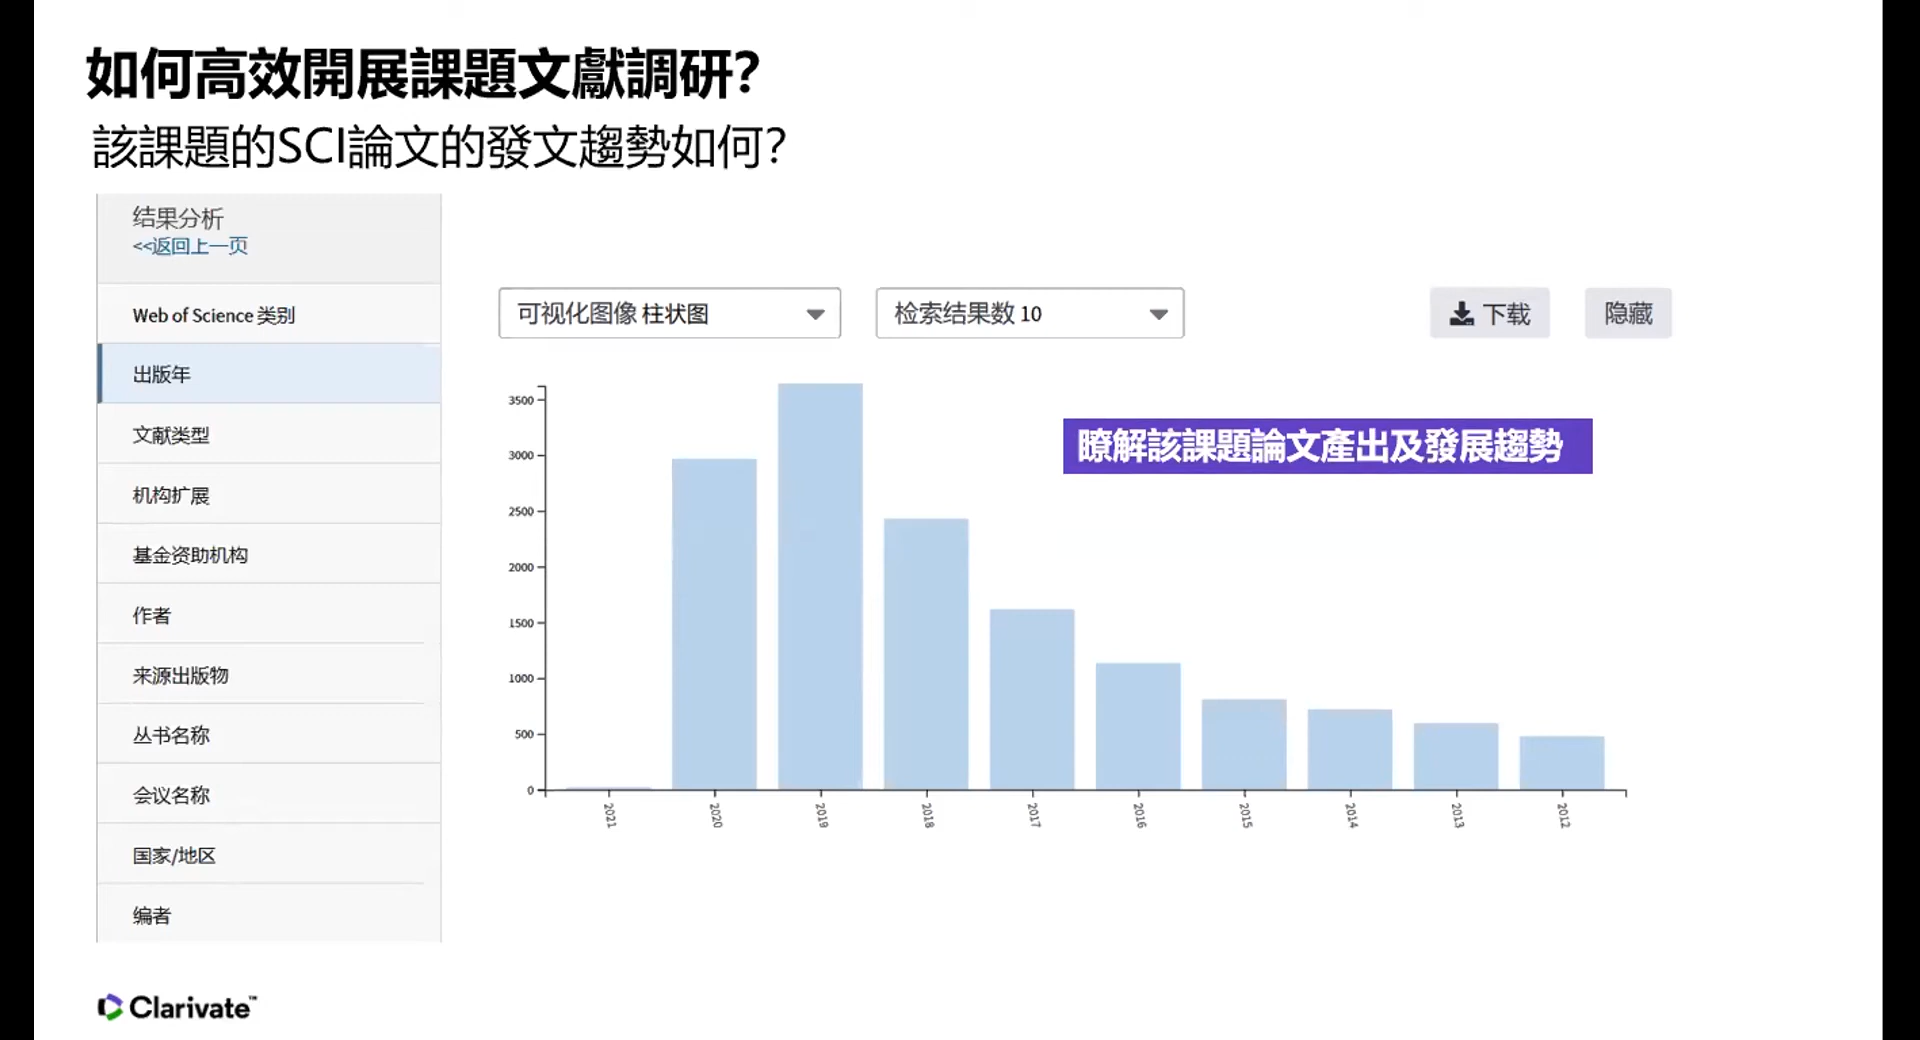 如何高效開展課題文獻調研?
該課題的SCI論文的發文趨勢如何?
结果分析
<<返回上一页
Web of Science 类别
出版年
文献类型
机构扩展
基金资助机构
作者
来源出版物
丛书名称
会议名称
国家/地区
编者
可视化图像 柱状图
检索结果数 10
下载
隐藏
瞭解該課題論文產出及發展趨勢
3500
3000
2500
2000
1500
1000
500
0
2021
2020
2019
2018
2017
2016
2015
2014
2013
2012
Clarivate™